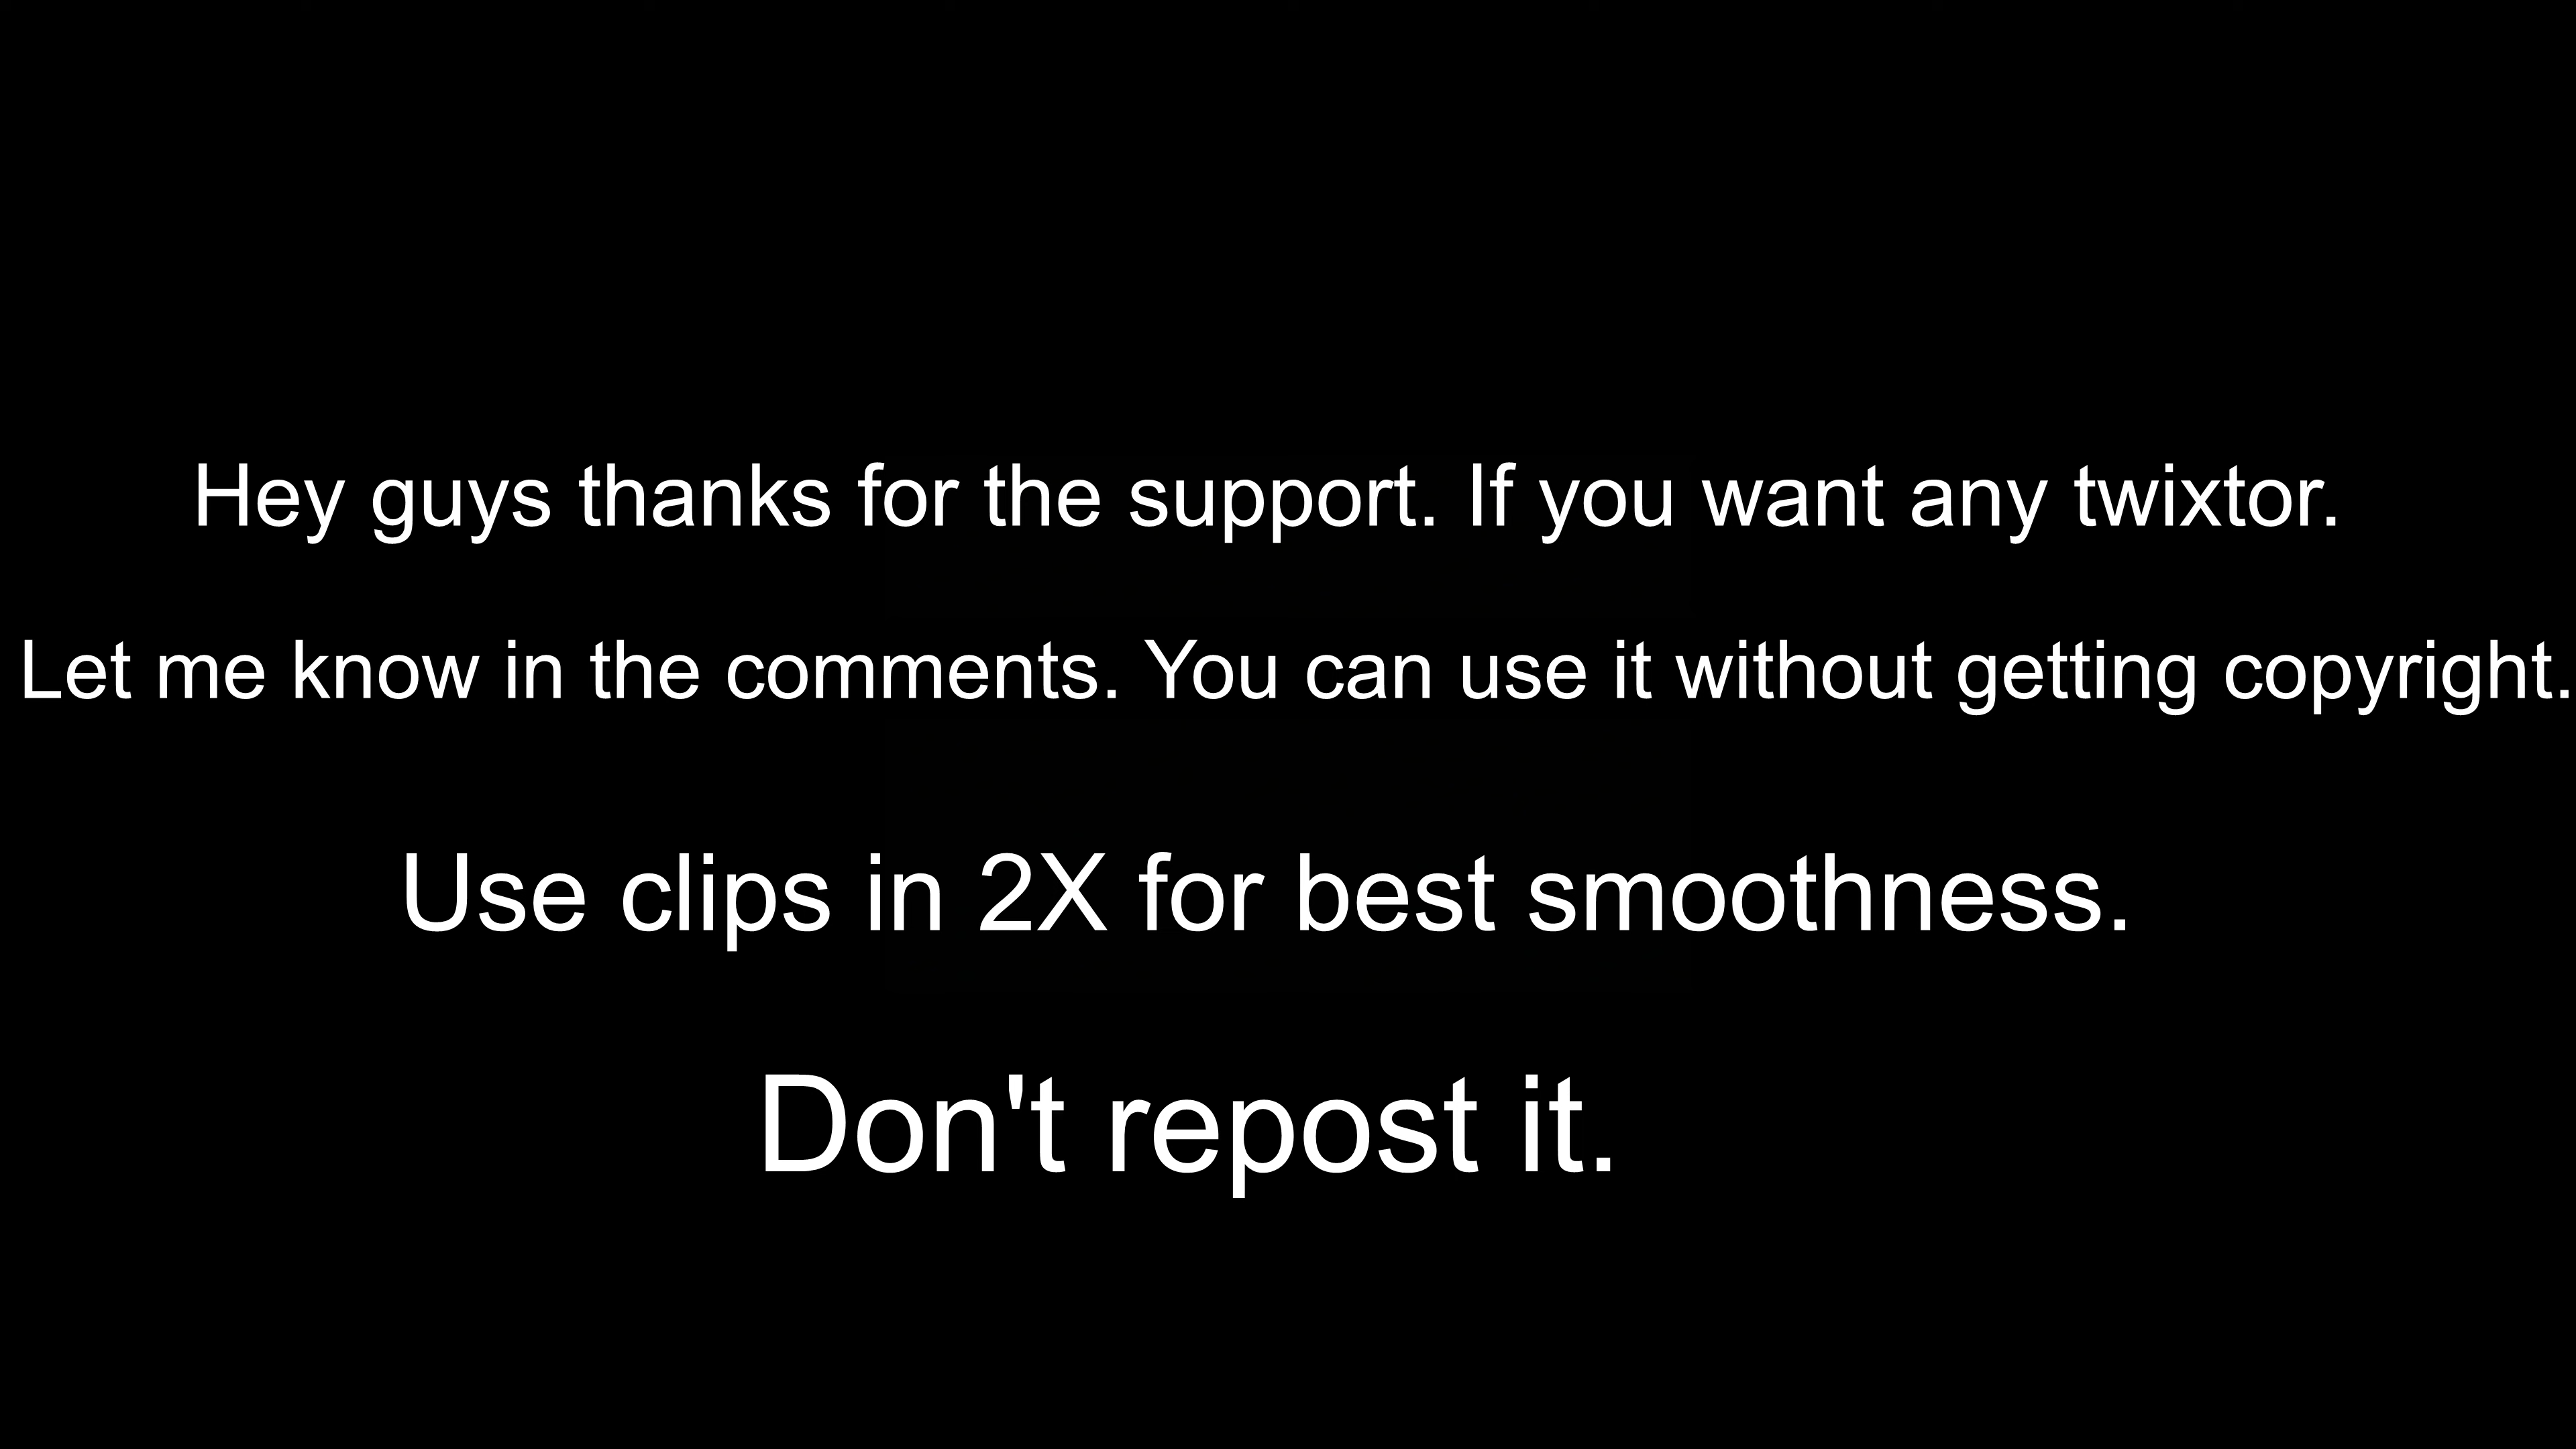 Hey guys thanks for the support. If you want any twixtor.
Let me know in the comments. You can use it without getting copyright.
Use clips in 2X for best smoothness.
Don't repost it.